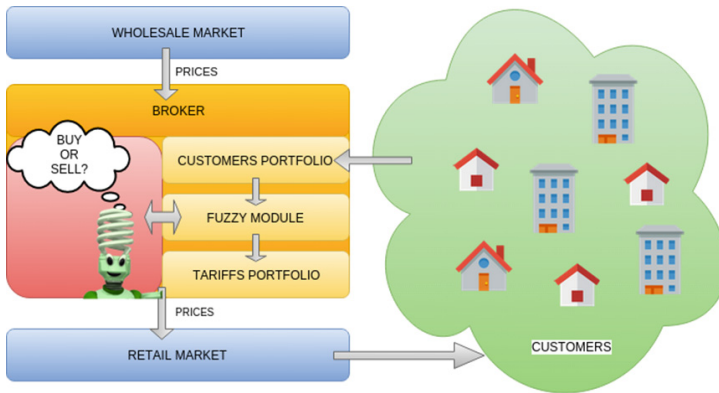 WHOLESALE MARKET
PRICES
BROKER
BUY
OR
SELL?
CUSTOMERS PORTFOLIO
FUZZY MODULE
TARIFFS PORTFOLIO
PRICES
RETAIL MARKET
CUSTOMERS